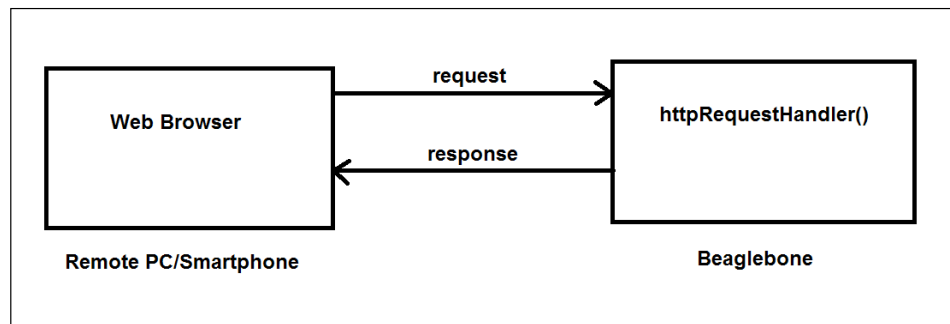 request
Web Browser
httpRequestHandler()
response
Remote PC/Smartphone
Beaglebone